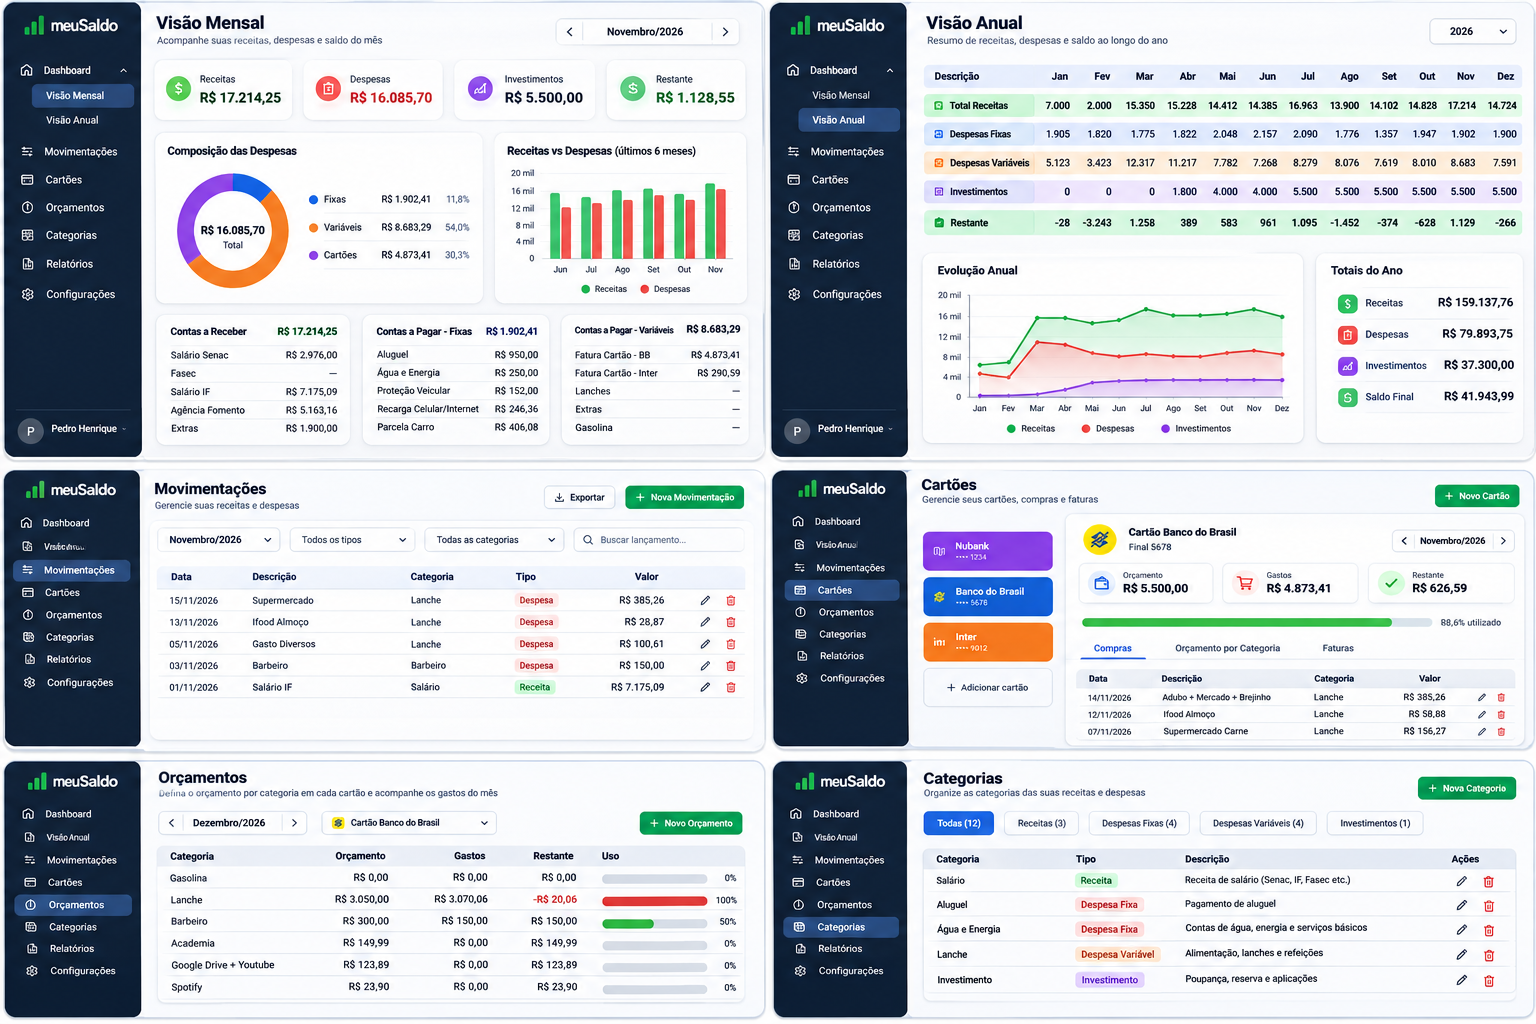 meuSaldo
Dashboard
Visão Mensal
Visão Anual
Movimentações
Cartões
Orçamentos
Categorias
Relatórios
Configurações
P Pedro Henrique
Visão Mensal
Acompanhe suas receitas, despesas e saldo do mês
Novembro/2026
Receitas
R$ 17.214,25
Despesas
R$ 16.085,70
Investimentos
R$ 5.500,00
Restante
R$ 1.128,55
Composição das Despesas
R$ 16.085,70
Total
Fixas R$ 1.902,41 11,8%
Variáveis R$ 8.683,29 54,0%
Cartões R$ 4.873,41 30,3%
Receitas vs Despesas (últimos 6 meses)
20 mil
16 mil
12 mil
8 mil
4 mil
0
Jun Jul Ago Set Out Nov
Receitas Despesas
Contas a Receber R$ 17.214,25
Salário Senac R$ 2.976,00
Fasec —
Salário IF R$ 7.175,09
Agência Fomento R$ 5.163,16
Extras R$ 1.900,00
Contas a Pagar - Fixas R$ 1.902,41
Aluguel R$ 950,00
Água e Energia R$ 250,00
Proteção Veicular R$ 152,00
Recarga Celular/Internet R$ 246,36
Parcela Carro R$ 406,08
Contas a Pagar - Variáveis R$ 8.683,29
Fatura Cartão - BB R$ 4.873,41
Fatura Cartão - Inter R$ 290,59
Lanches —
Extras —
Gasolina —
meuSaldo
Dashboard
Visão Mensal
Visão Anual
Movimentações
Cartões
Orçamentos
Categorias
Relatórios
Configurações
P Pedro Henrique
Visão Anual
Resumo de receitas, despesas e saldo ao longo do ano
2026
Descrição Jan Fev Mar Abr Mai Jun Jul Ago Set Out Nov Dez
Total Receitas 7.000 2.000 15.350 15.228 14.412 14.385 16.963 13.900 14.102 14.828 17.214 14.724
Despesas Fixas 1.905 1.820 1.775 1.822 2.048 2.157 2.090 1.776 1.357 1.947 1.902 1.900
Despesas Variáveis 5.123 3.423 12.317 11.217 7.782 7.268 8.279 8.076 7.619 8.010 8.683 7.591
Investimentos 0 0 0 1.800 4.000 4.000 5.500 5.500 5.500 5.500 5.500 5.500
Restante -28 -3.243 1.258 389 583 961 1.095 -1.452 -374 -628 1.129 -266
Evolução Anual
20 mil
16 mil
12 mil
8 mil
4 mil
0
Jan Fev Mar Abr Mai Jun Jul Ago Set Out Nov Dez
Receitas Despesas Investimentos
Totais do Ano
Receitas R$ 159.137,76
Despesas R$ 79.893,75
Investimentos R$ 37.300,00
Saldo Final R$ 41.943,99
meuSaldo
Dashboard
Movimentações
Cartões
Orçamentos
Categorias
Relatórios
Configurações
Movimentações
Gerencie suas receitas e despesas
Exportar
+ Nova Movimentação
Novembro/2026
Todos os tipos
Todas as categorias
Buscar lançamento...
Data Descrição Categoria Tipo Valor
15/11/2026 Supermercado Lanche Despesa R$ 385,26
13/11/2026 Ifood Almoço Lanche Despesa R$ 28,87
05/11/2026 Gasto Diversos Lanche Despesa R$ 100,61
03/11/2026 Barbeiro Barbeiro Despesa R$ 150,00
01/11/2026 Salário IF Salário Receita R$ 7.175,09
meuSaldo
Dashboard
Visão Anual
Movimentações
Cartões
Orçamentos
Categorias
Relatórios
Configurações
Cartões
Gerencie seus cartões, compras e faturas
+ Novo Cartão
Nubank
•••• 1234
Banco do Brasil
•••• 5678
Inter
•••• 9012
+ Adicionar cartão
Cartão Banco do Brasil
Final 5678
Novembro/2026
Orçamento
R$ 5.500,00
Gastos
R$ 4.873,41
Restante
R$ 626,59
88,6% utilizado
Compras Orçamento por Categoria Faturas
Data Descrição Categoria Valor
14/11/2026 Adubo + Mercado + Brejinho Lanche R$ 385,26
12/11/2026 Ifood Almoço Lanche R$ 58,88
07/11/2026 Supermercado Carne Lanche R$ 156,27
meuSaldo
Dashboard
Visão Anual
Movimentações
Cartões
Orçamentos
Categorias
Relatórios
Configurações
Orçamentos
Defina o orçamento por categoria em cada cartão e acompanhe os gastos do mês
Dezembro/2026
Cartão Banco do Brasil
+ Novo Orçamento
Categoria Orçamento Gastos Restante Uso
Gasolina R$ 0,00 R$ 0,00 R$ 0,00 0%
Lanche R$ 3.050,00 R$ 3.070,06 -R$ 20,06 100%
Barbeiro R$ 300,00 R$ 150,00 R$ 150,00 50%
Academia R$ 149,99 R$ 0,00 R$ 149,99 0%
Google Drive + Youtube R$ 123,89 R$ 0,00 R$ 123,89 0%
Spotify R$ 23,90 R$ 0,00 R$ 23,90 0%
meuSaldo
Dashboard
Visão Anual
Movimentações
Cartões
Orçamentos
Categorias
Relatórios
Configurações
Categorias
Organize as categorias das suas receitas e despesas
+ Nova Categorio
Todas (12) Receitas (3) Despesas Fixas (4) Despesas Variáveis (4) Investimentos (1)
Categoria Tipo Descrição Ações
Salário Receita Receita de salário (Senac, IF, Fasec etc.)
Aluguel Despesa Fixa Pagamento de aluguel
Água e Energia Despesa Fixa Contas de água, energia e serviços básicos
Lanche Despesa Variável Alimentação, lanches e refeições
Investimento Investimento Poupança, reserva e aplicações